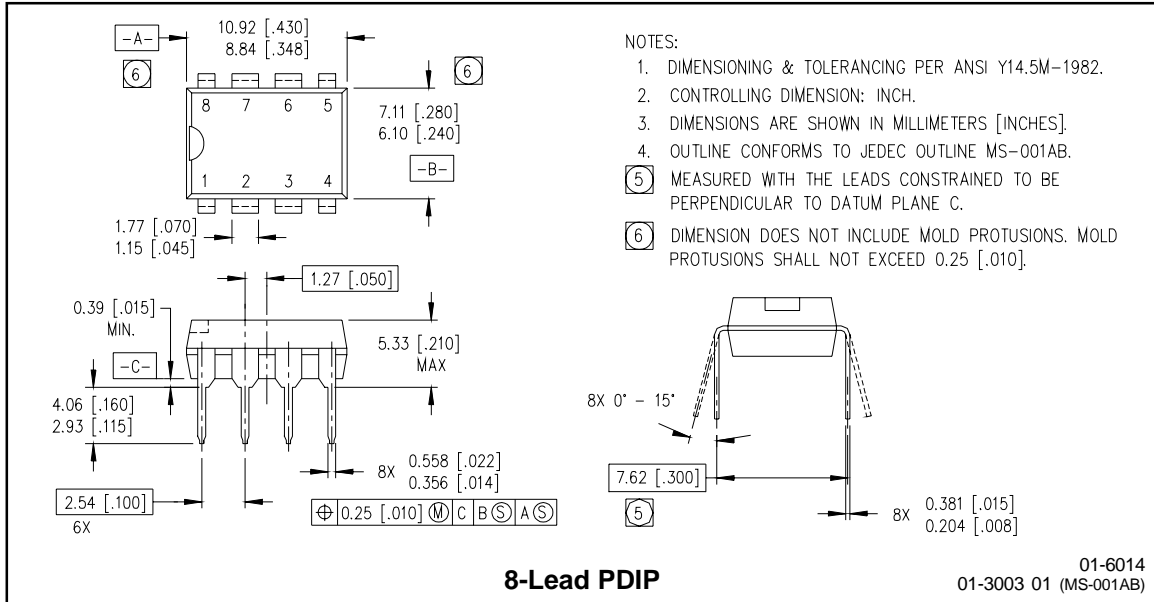 -A-
10.92 [.430]
8.84 [.348]
6
6
8 7 6 5
1 2 3 4
7.11 [.280]
6.10 [.240]
-B-
1.77 [.070]
1.15 [.045]
1.27 [.050]
0.39 [.015]
MIN.
-C-
5.33 [.210]
MAX
4.06 [.160]
2.93 [.115]
2.54 [.100]
6X
8X 0.558 [.022]
0.356 [.014]
⌖ 0.25 [.010] Ⓜ C B Ⓢ A Ⓢ
NOTES:
1. DIMENSIONING & TOLERANCING PER ANSI Y14.5M-1982.
2. CONTROLLING DIMENSION: INCH.
3. DIMENSIONS ARE SHOWN IN MILLIMETERS [INCHES].
4. OUTLINE CONFORMS TO JEDEC OUTLINE MS-001AB.
5 MEASURED WITH THE LEADS CONSTRAINED TO BE
PERPENDICULAR TO DATUM PLANE C.
6 DIMENSION DOES NOT INCLUDE MOLD PROTUSIONS. MOLD
PROTUSIONS SHALL NOT EXCEED 0.25 [.010].
8X 0° - 15°
7.62 [.300]
5
8X 0.381 [.015]
0.204 [.008]
8-Lead PDIP
01-6014
01-3003 01 (MS-001AB)